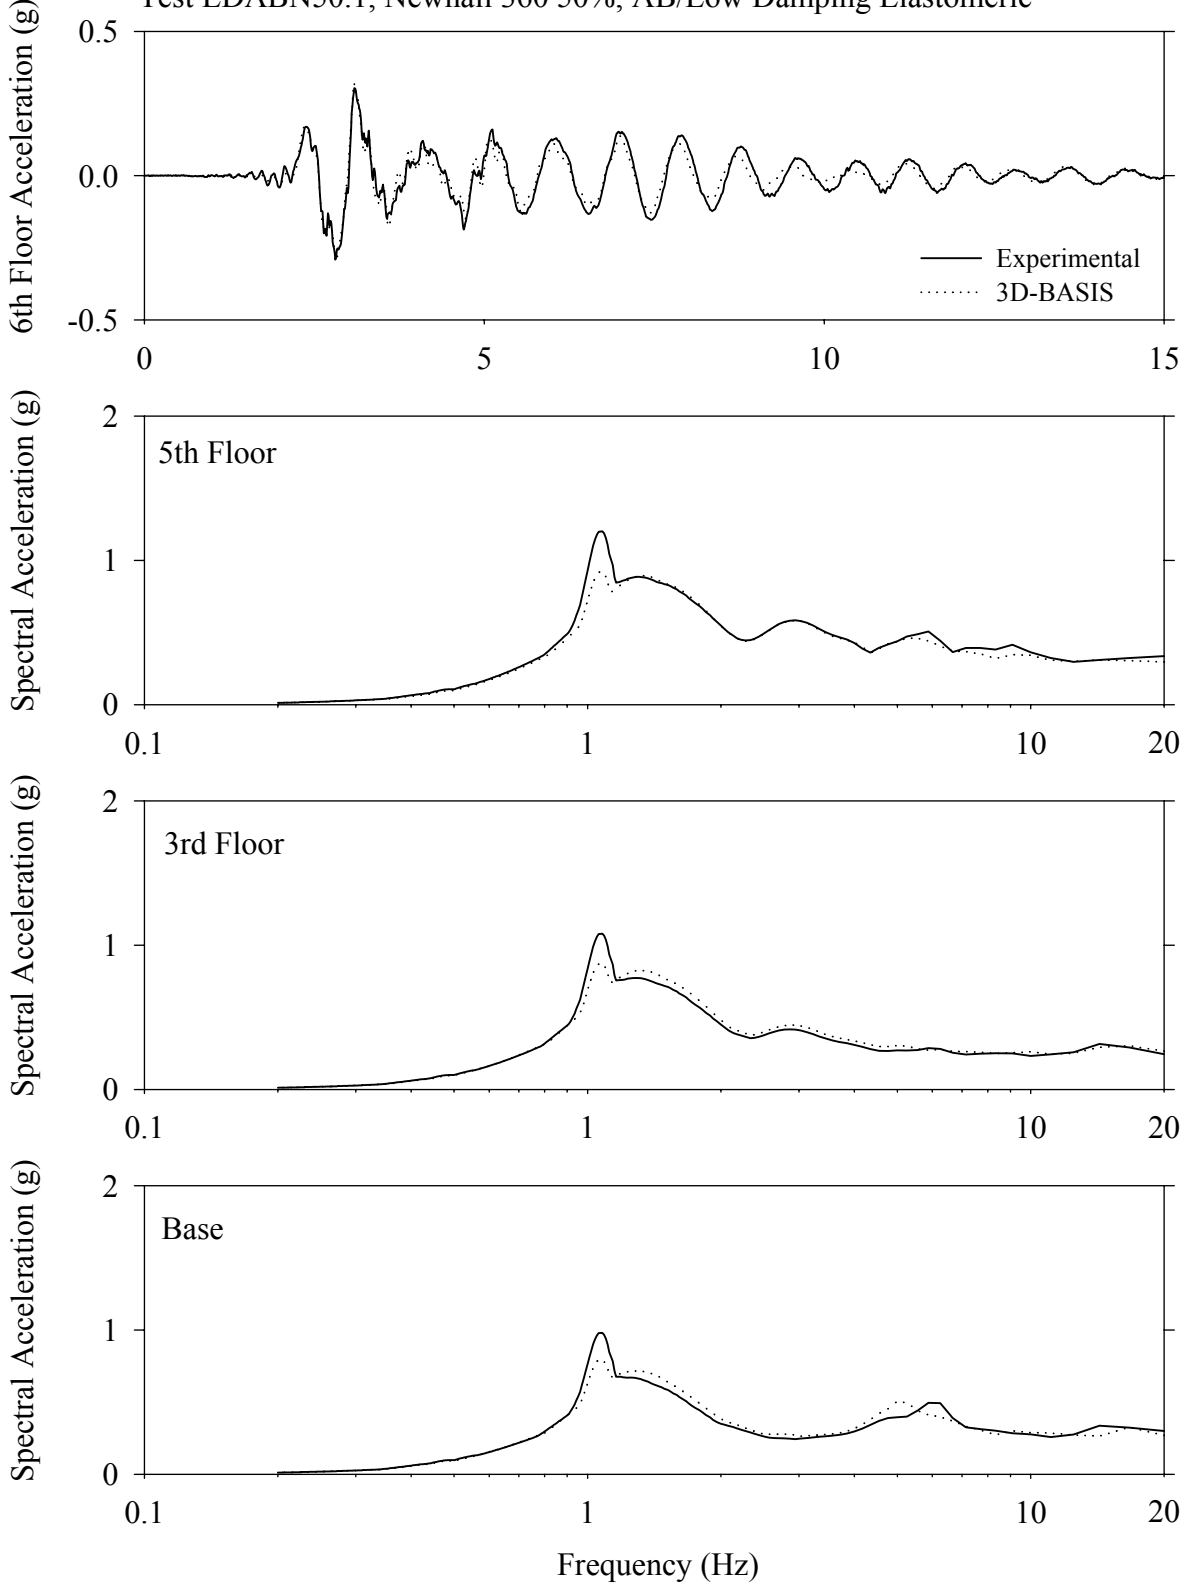 Test LDABN50.1, Newhall 360 50%, AB/Low Damping Elastomeric
6th Floor Acceleration (g)
0.5
0.0
-0.5
Experimental
3D-BASIS
0 5 10 15
Spectral Acceleration (g)
2
5th Floor
1
0
0.1 1 10 20
Spectral Acceleration (g)
2
3rd Floor
1
0
0.1 1 10 20
Spectral Acceleration (g)
2
Base
1
0
0.1 1 10 20
Frequency (Hz)